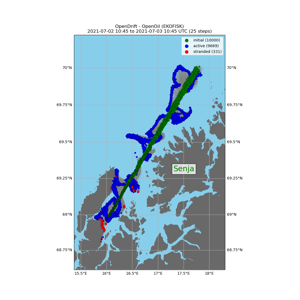 OpenDrift - OpenOil (EKOFISK)
2021-07-02 10:45 to 2021-07-03 10:45 UTC (25 steps)
initial (10000)
active (9669)
stranded (331)
70°N
70°N
69.75°N
69.75°N
69.5°N
69.5°N
Senja
69.25°N
69.25°N
69°N
69°N
68.75°N
68.75°N
15.5°E
16°E
16.5°E
17°E
17.5°E
18°E